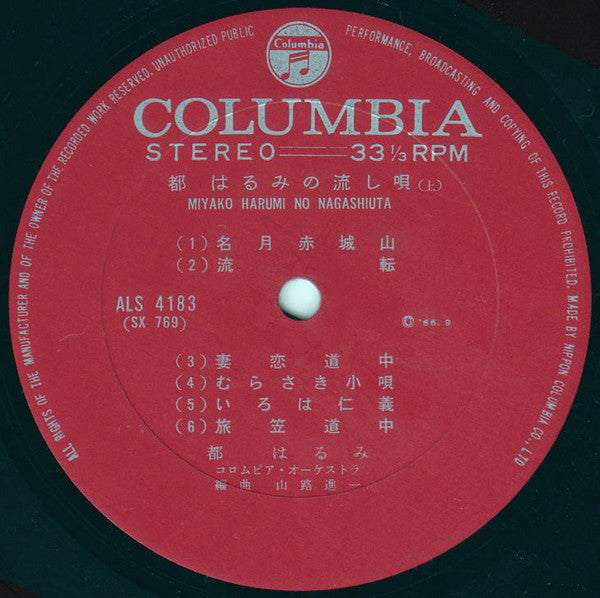 ALL RIGHTS OF THE MANUFACTURER AND OF THE OWNER OF THE RECORDED WORK RESERVED. UNAUTHORIZED PUBLIC PERFORMANCE, BROADCASTING AND COPYING OF THIS RECORD PROHIBITED. MADE BY NIPPON COLUMBIA CO., LTD
Columbia
COLUMBIA
STEREO 33 1/3 RPM
都 はるみの流し唄(上)
MIYAKO HARUMI NO NAGASHIUTA
(1) 名月赤城山
(2) 流転
ALS 4183
(SX 769)
Ⓒ '66. 9
(3) 妻恋道中
(4) むらさき小唄
(5) いろは仁義
(6) 旅笠道中
都 はるみ
コロムビア・オーケストラ
編曲 山路進一